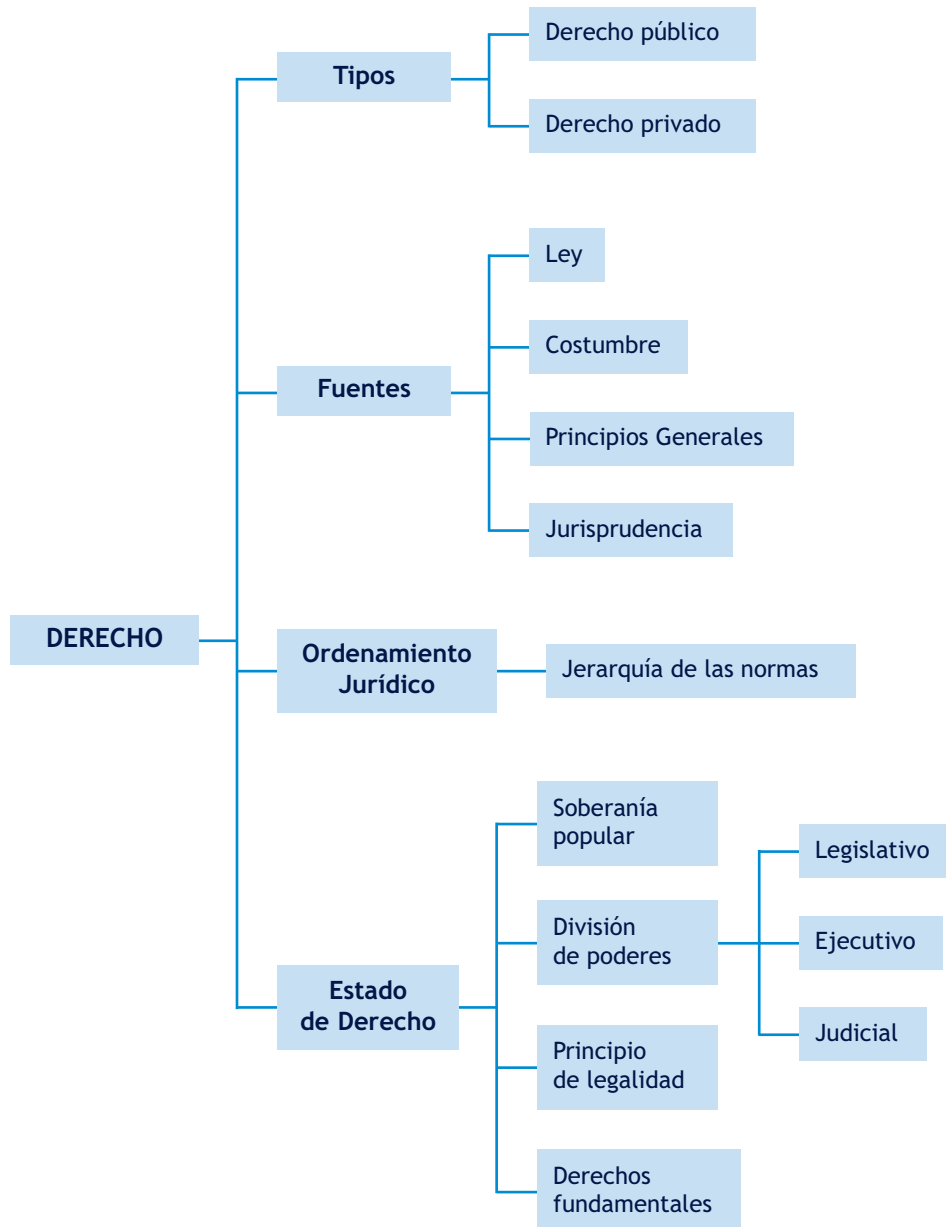 Derecho público
Tipos
Derecho privado
Ley
Costumbre
Fuentes
Principios Generales
Jurisprudencia
DERECHO
Ordenamiento
Jurídico
Jerarquía de las normas
Soberanía
popular
Legislativo
División
de poderes
Ejecutivo
Estado
de Derecho
Judicial
Principio
de legalidad
Derechos
fundamentales